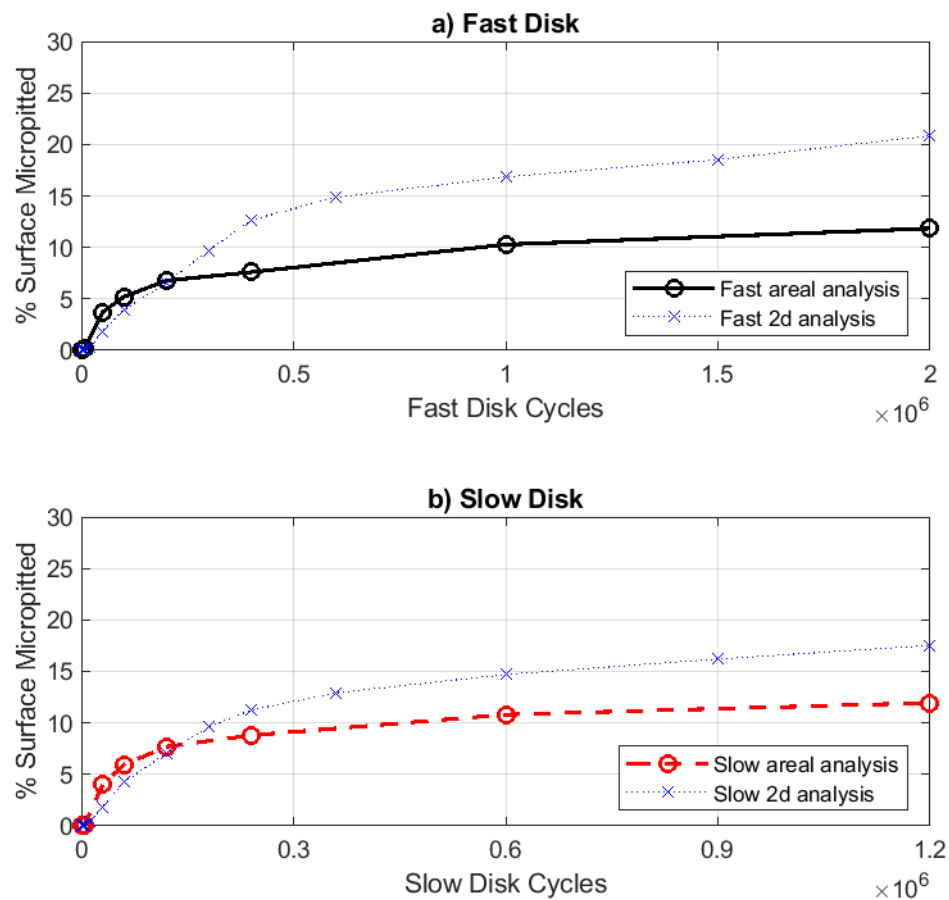 a) Fast Disk
30
25
20
15
10
5
0
% Surface Micropitted
Fast areal analysis
Fast 2d analysis
0 0.5 1 1.5 2
Fast Disk Cycles
×10^6
b) Slow Disk
30
25
20
15
10
5
0
% Surface Micropitted
Slow areal analysis
Slow 2d analysis
0 0.3 0.6 0.9 1.2
Slow Disk Cycles
×10^6